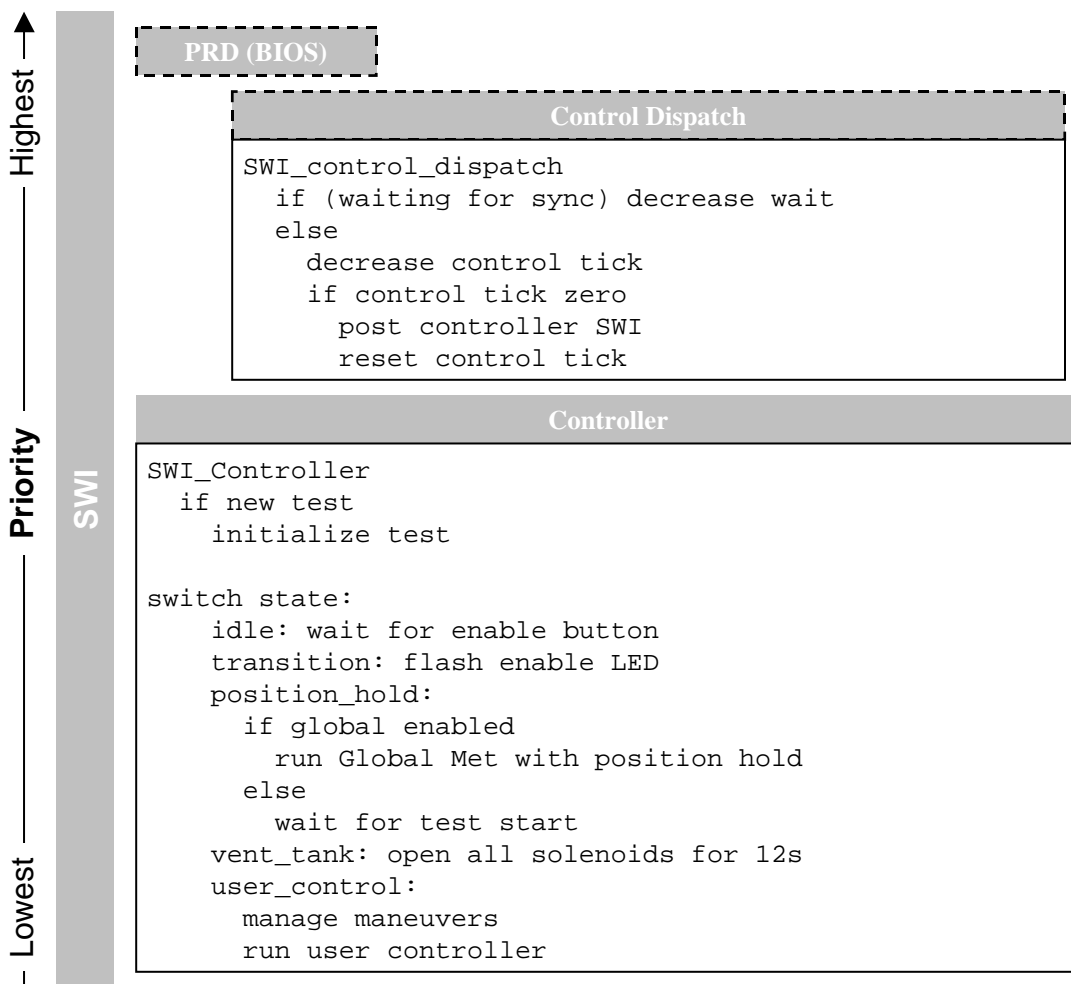 Highest
Priority
Lowest
SWI
PRD (BIOS)
Control Dispatch
SWI_control_dispatch
  if (waiting for sync) decrease wait
  else
    decrease control tick
    if control tick zero
      post controller SWI
      reset control tick
Controller
SWI_Controller
  if new test
    initialize test

switch state:
    idle: wait for enable button
    transition: flash enable LED
    position_hold:
      if global enabled
        run Global Met with position hold
      else
        wait for test start
    vent_tank: open all solenoids for 12s
    user_control:
      manage maneuvers
      run user controller